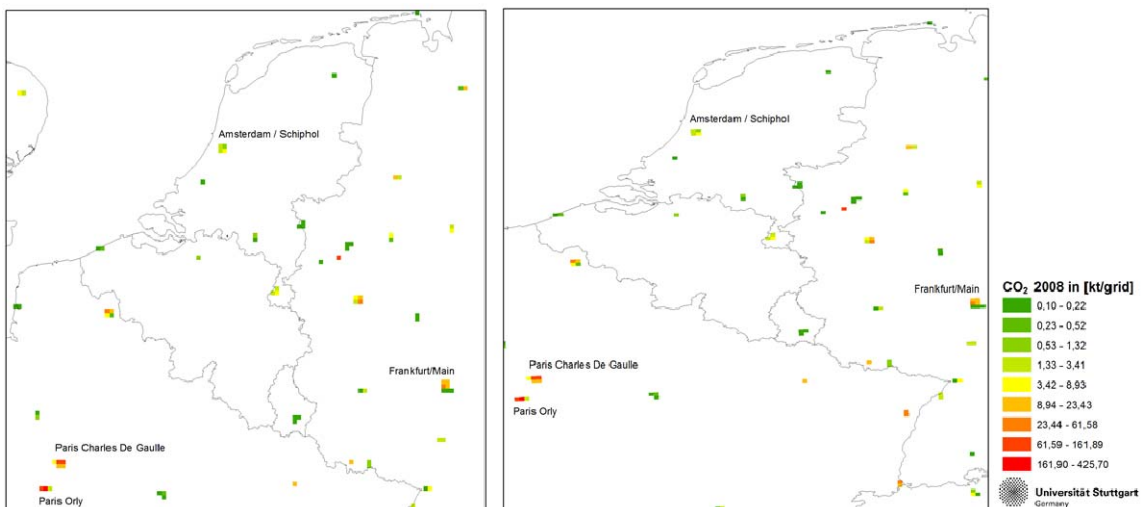 Amsterdam / Schiphol
Frankfurt/Main
Paris Charles De Gaulle
Paris Orly
Amsterdam / Schiphol
Frankfurt/Main
Paris Charles De Gaulle
Paris Orly
CO₂ 2008 in [kt/grid]
0,10 - 0,22
0,23 - 0,52
0,53 - 1,32
1,33 - 3,41
3,42 - 8,93
8,94 - 23,43
23,44 - 61,58
61,59 - 161,89
161,90 - 425,70
Universität Stuttgart
Germany